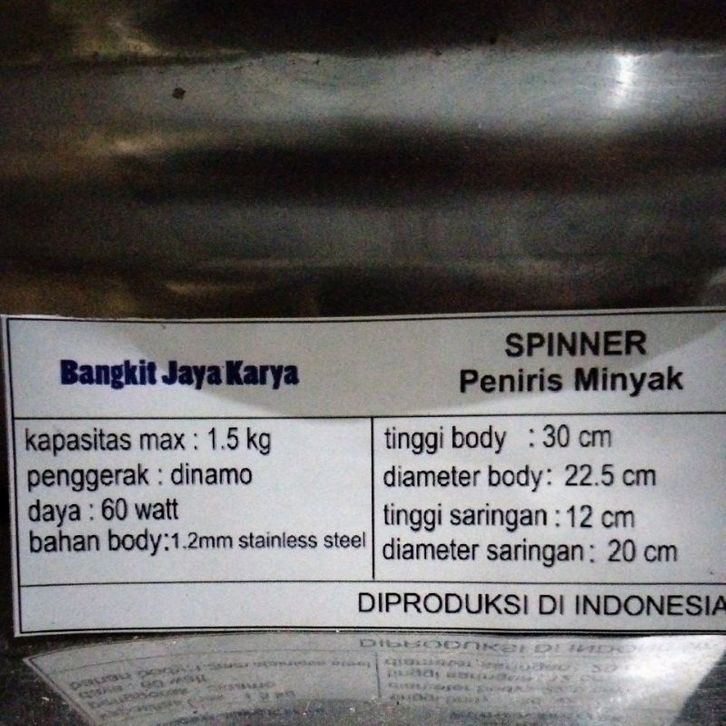 Bangkit Jaya Karya
SPINNER
Peniris Minyak
kapasitas max : 1.5 kg
penggerak : dinamo
daya : 60 watt
bahan body:1.2mm stainless steel
tinggi body : 30 cm
diameter body: 22.5 cm
tinggi saringan : 12 cm
diameter saringan: 20 cm
DIPRODUKSI DI INDONESIA